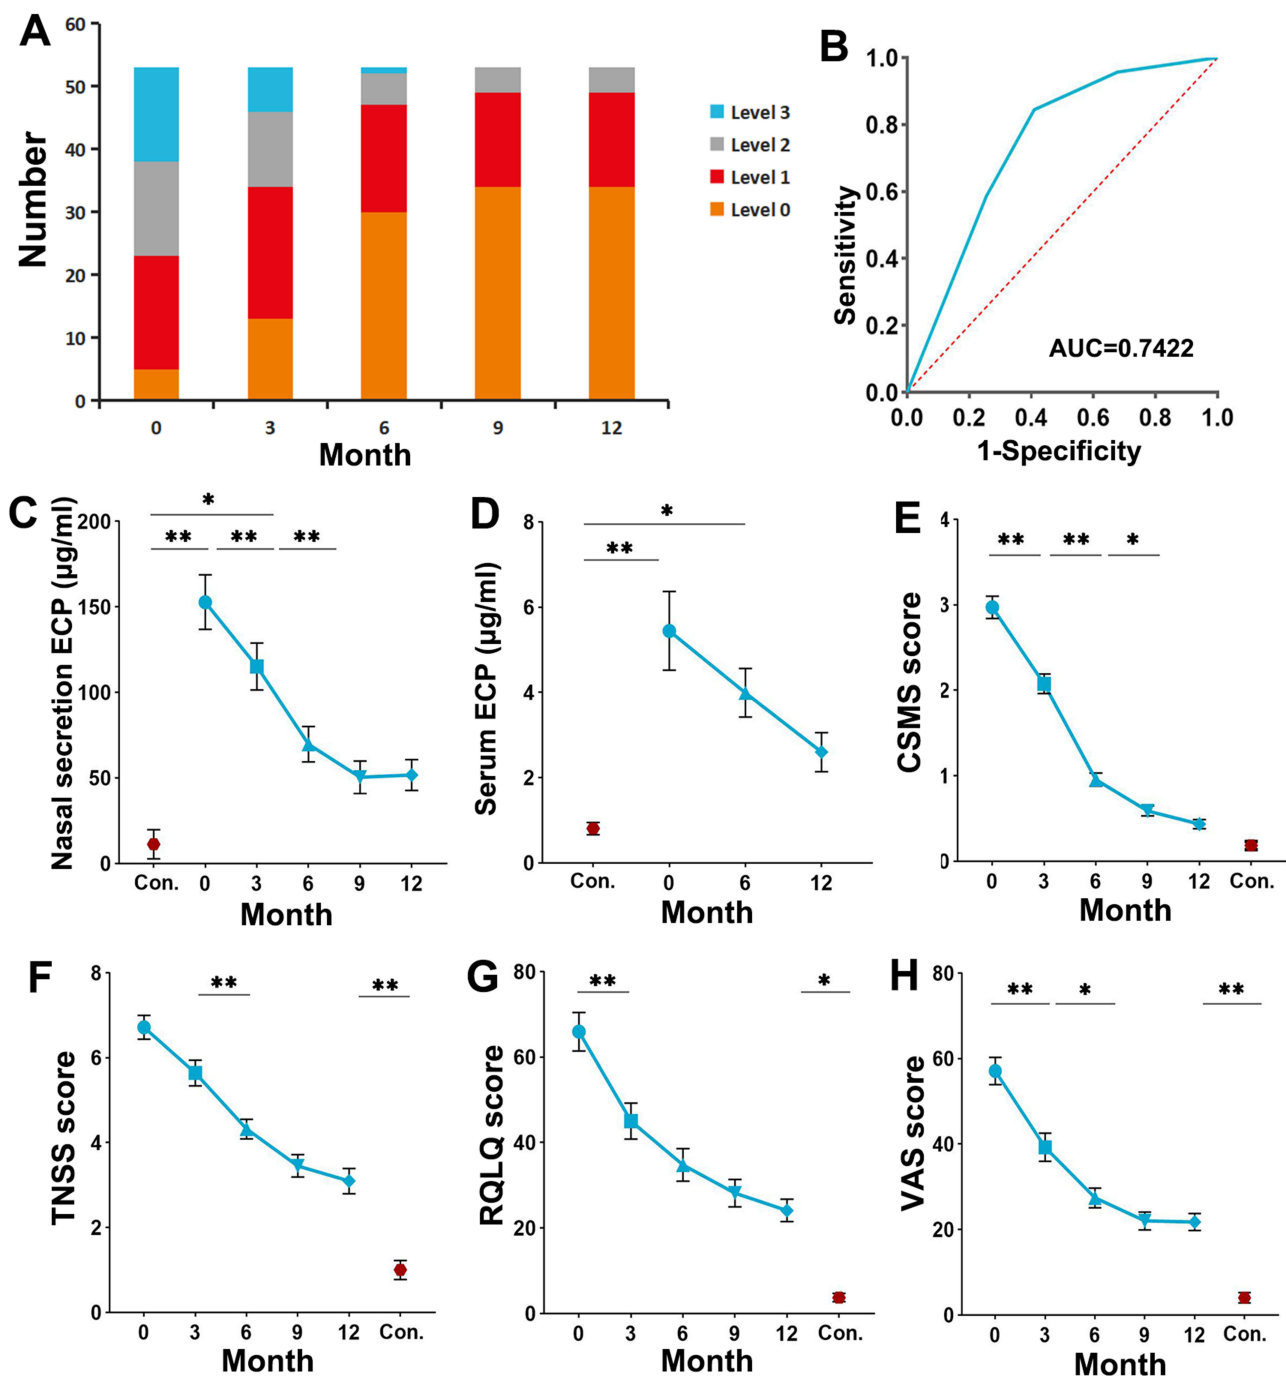 A
60
50
40
30
20
10
0
Number
0 3 6 9 12
Month
Level 3
Level 2
Level 1
Level 0
B
1.0
0.8
0.6
0.4
0.2
0.0
Sensitivity
AUC=0.7422
0.0 0.2 0.4 0.6 0.8 1.0
1-Specificity
C
200
150
100
50
0
Nasal secretion ECP (μg/ml)
*
** ** **
Con. 0 3 6 9 12
Month
D
8
6
4
2
0
Serum ECP (μg/ml)
*
**
Con. 0 6 12
Month
E
4
3
2
1
0
CSMS score
** ** *
0 3 6 9 12 Con.
Month
F
8
6
4
2
0
TNSS score
** **
0 3 6 9 12 Con.
Month
G
80
60
40
20
0
RQLQ score
** *
0 3 6 9 12 Con.
Month
H
80
60
40
20
0
VAS score
** * **
0 3 6 9 12 Con.
Month